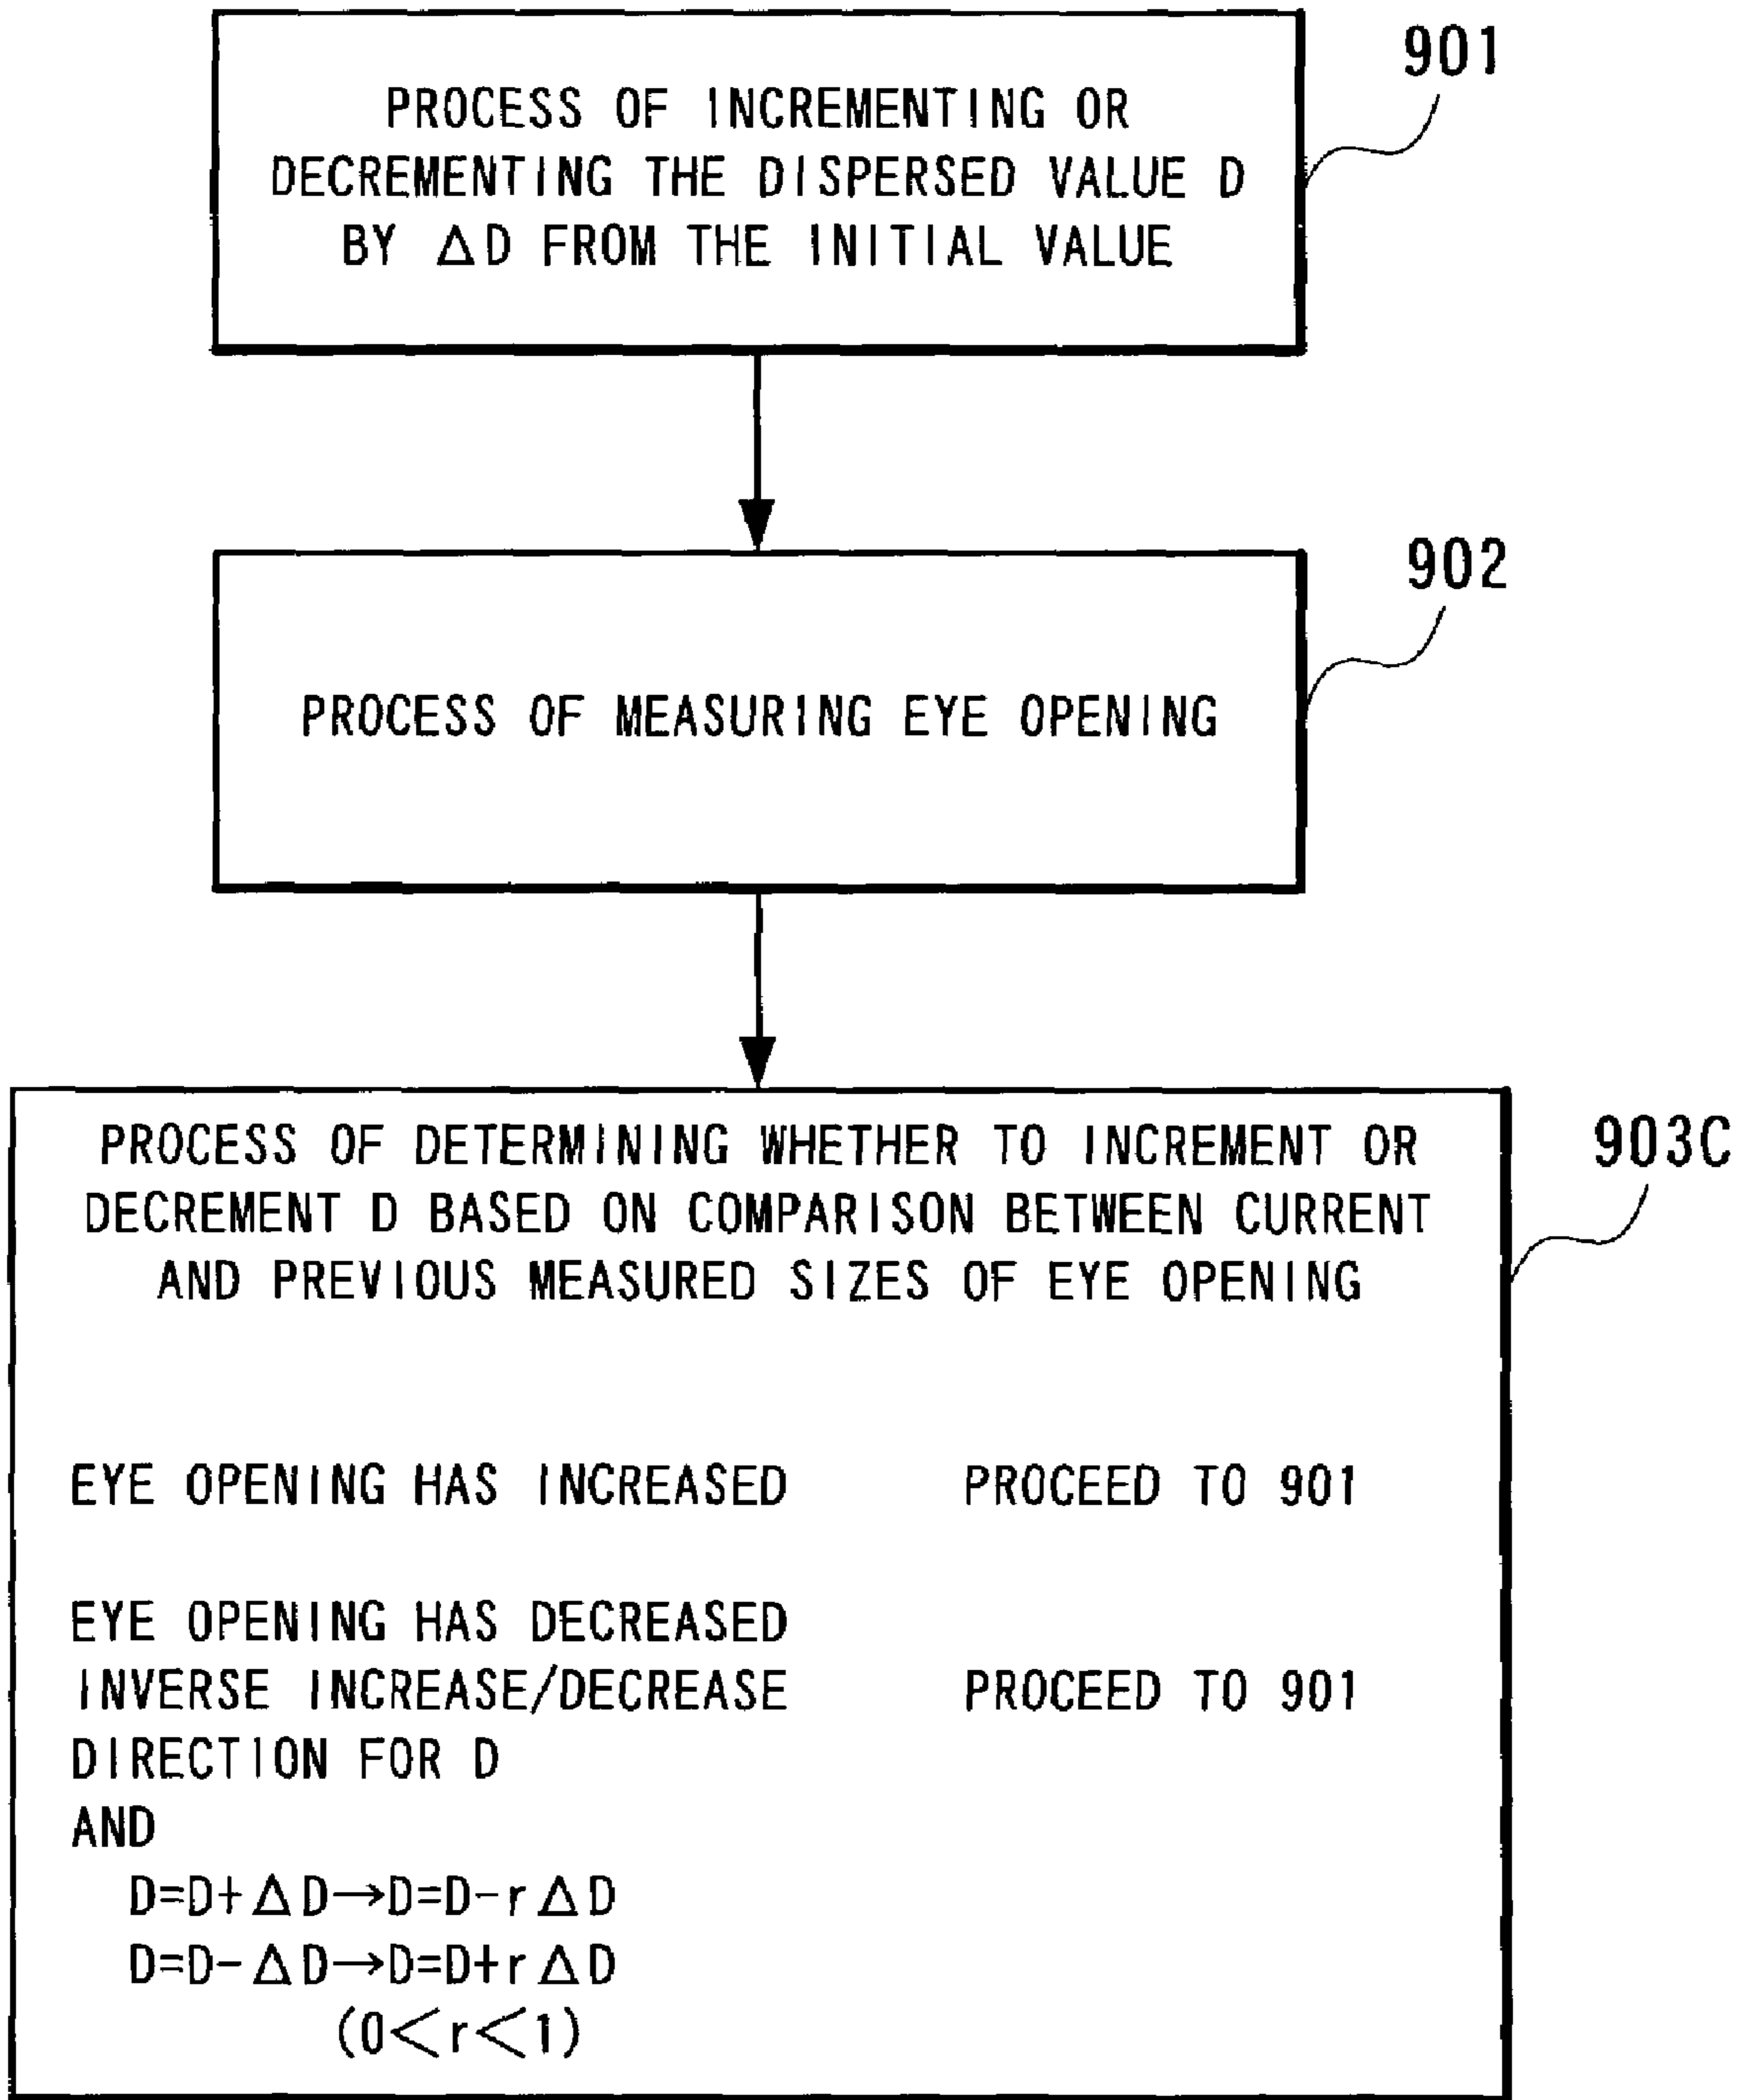 901
PROCESS OF INCREMENTING OR
DECREMENTING THE DISPERSED VALUE D
BY ΔD FROM THE INITIAL VALUE
902
PROCESS OF MEASURING EYE OPENING
903C
PROCESS OF DETERMINING WHETHER TO INCREMENT OR
DECREMENT D BASED ON COMPARISON BETWEEN CURRENT
AND PREVIOUS MEASURED SIZES OF EYE OPENING
EYE OPENING HAS INCREASED PROCEED TO 901
EYE OPENING HAS DECREASED
INVERSE INCREASE/DECREASE PROCEED TO 901
DIRECTION FOR D
AND
D=D+ΔD→D=D-rΔD
D=D-ΔD→D=D+rΔD
(0<r<1)